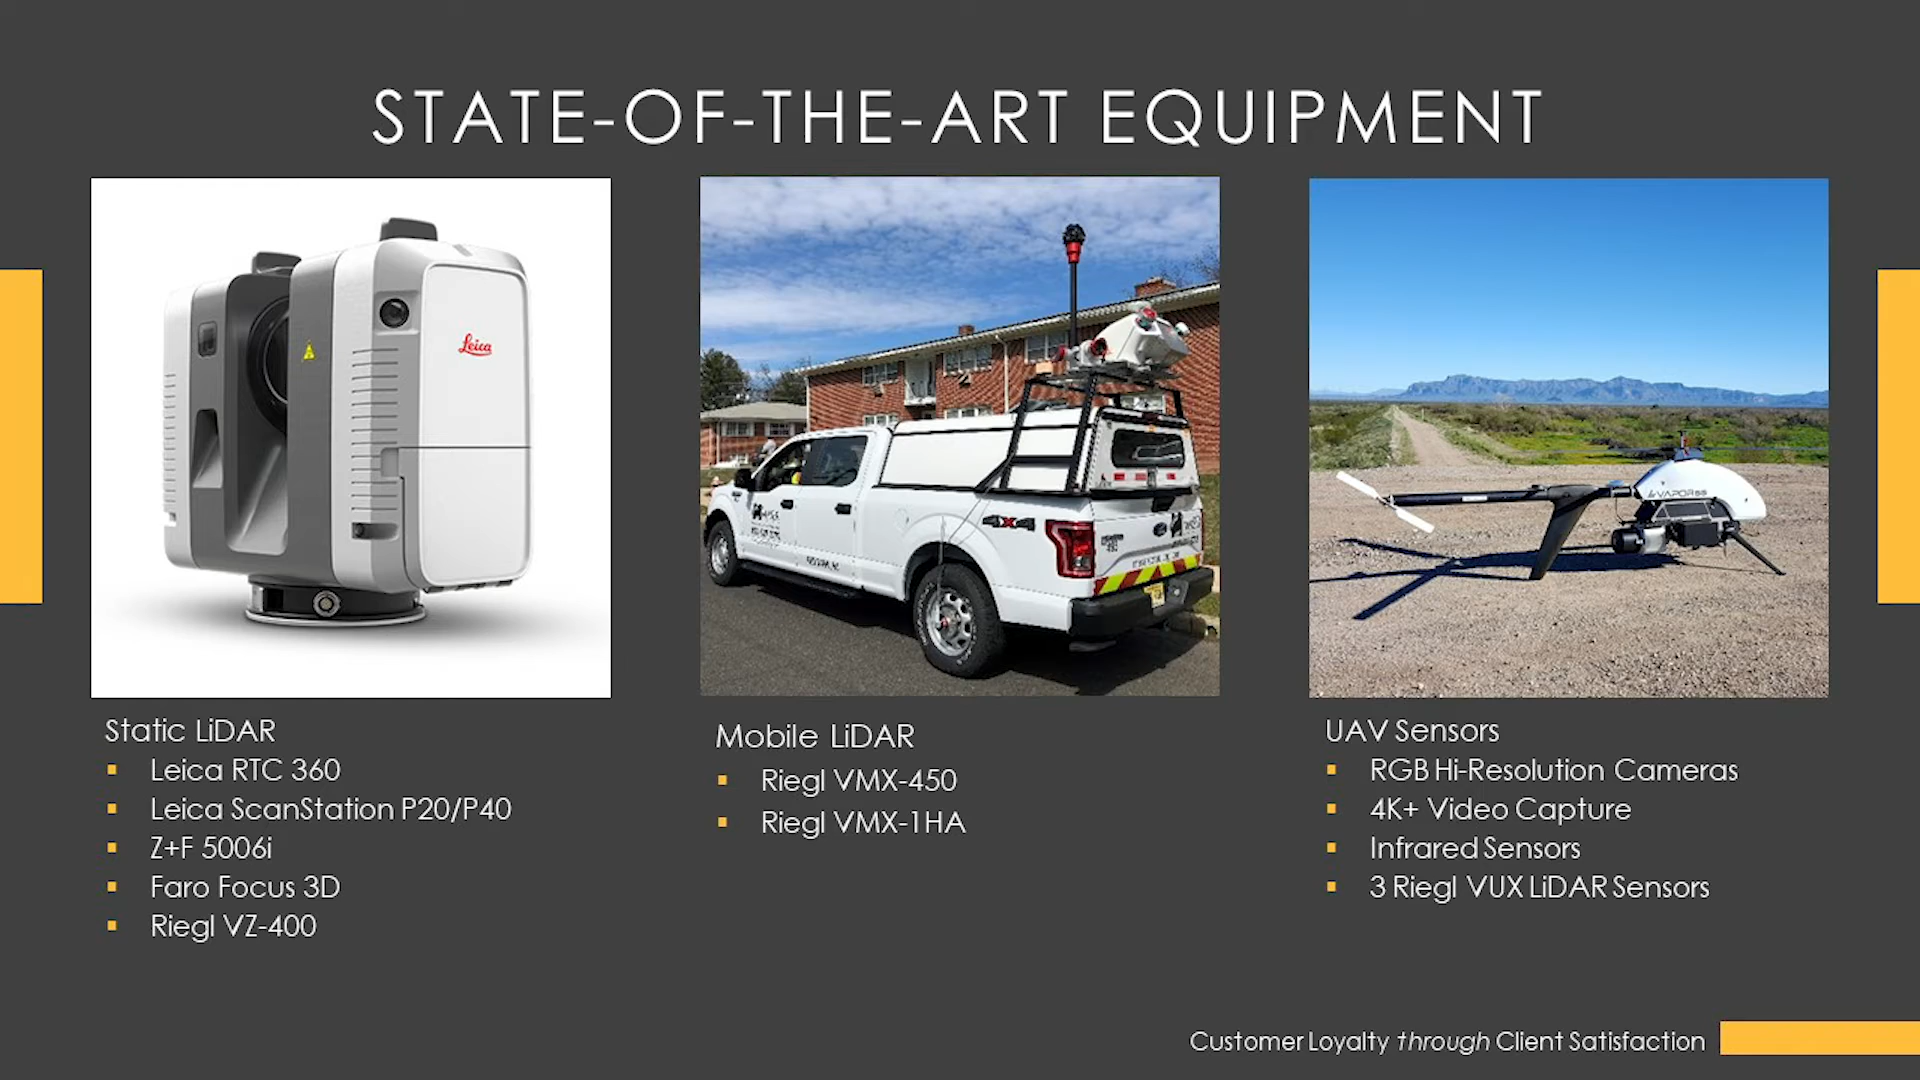 STATE-OF-THE-ART EQUIPMENT
Leica
4x4
VAPOR55
Static LiDAR
Leica RTC 360
Leica ScanStation P20/P40
Z+F 5006i
Faro Focus 3D
Riegl VZ-400
Mobile LiDAR
Riegl VMX-450
Riegl VMX-1HA
UAV Sensors
RGB Hi-Resolution Cameras
4K+ Video Capture
Infrared Sensors
3 Riegl VUX LiDAR Sensors
Customer Loyalty through Client Satisfaction